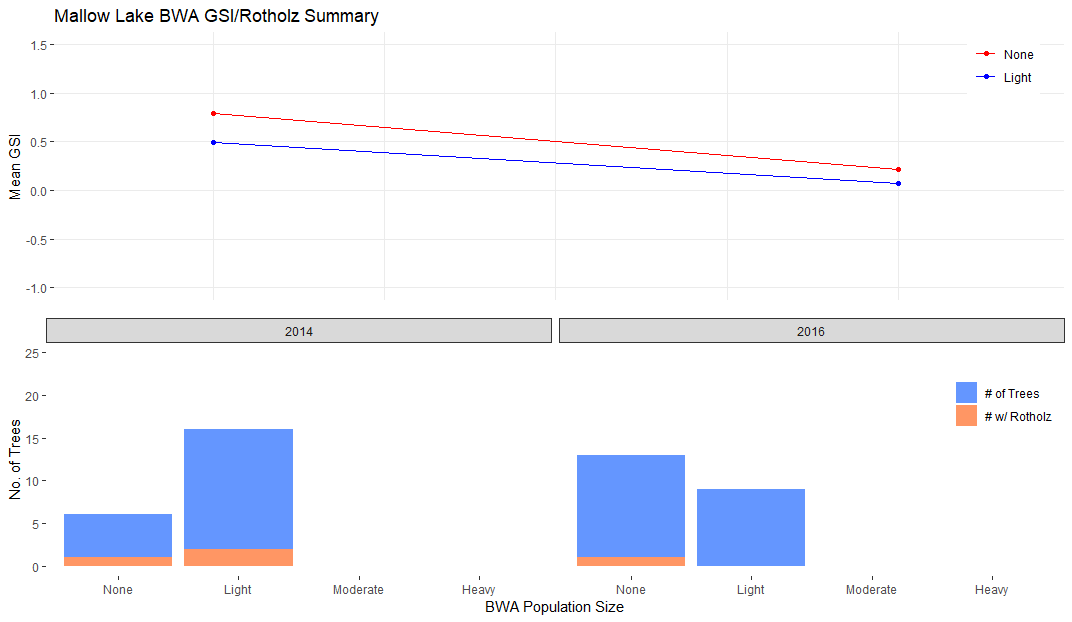 Mallow Lake BWA GSI/Rotholz Summary
1.5
1.0
0.5
0.0
-0.5
-1.0
Mean GSI
None
Light
2014
2016
25
20
15
10
5
0
No. of Trees
# of Trees
# w/ Rotholz
None Light Moderate Heavy None Light Moderate Heavy
BWA Population Size